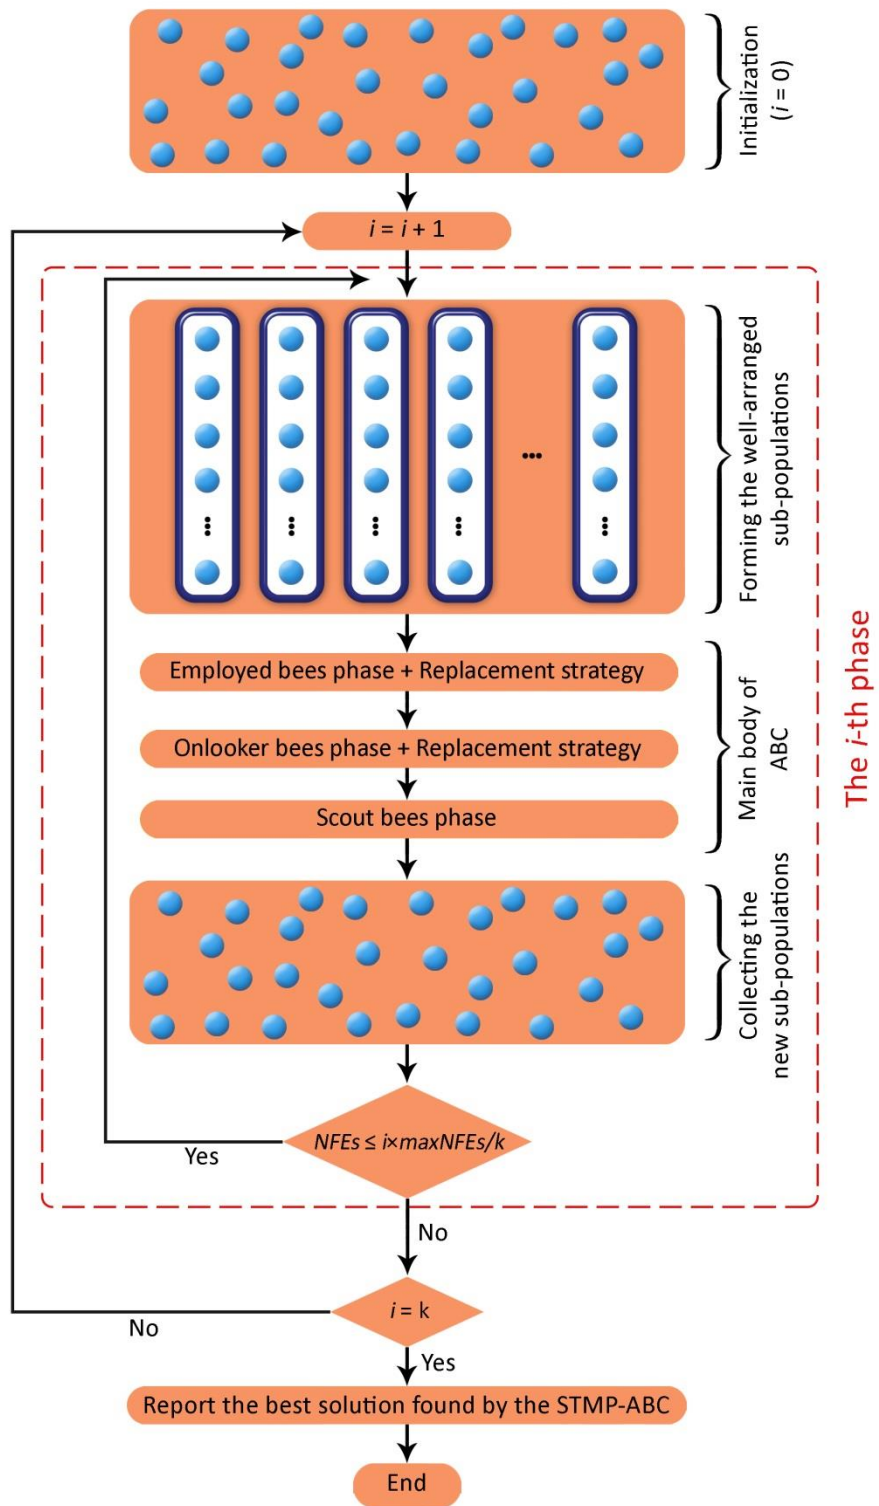 Initialization
(i = 0)
i = i + 1
Forming the well-arranged
sub-populations
...
Employed bees phase + Replacement strategy
Onlooker bees phase + Replacement strategy
Scout bees phase
Main body of
ABC
The i-th phase
Collecting the
new sub-populations
NFEs ≤ i×maxNFEs/k
Yes
No
i = k
No
Yes
Report the best solution found by the STMP-ABC
End